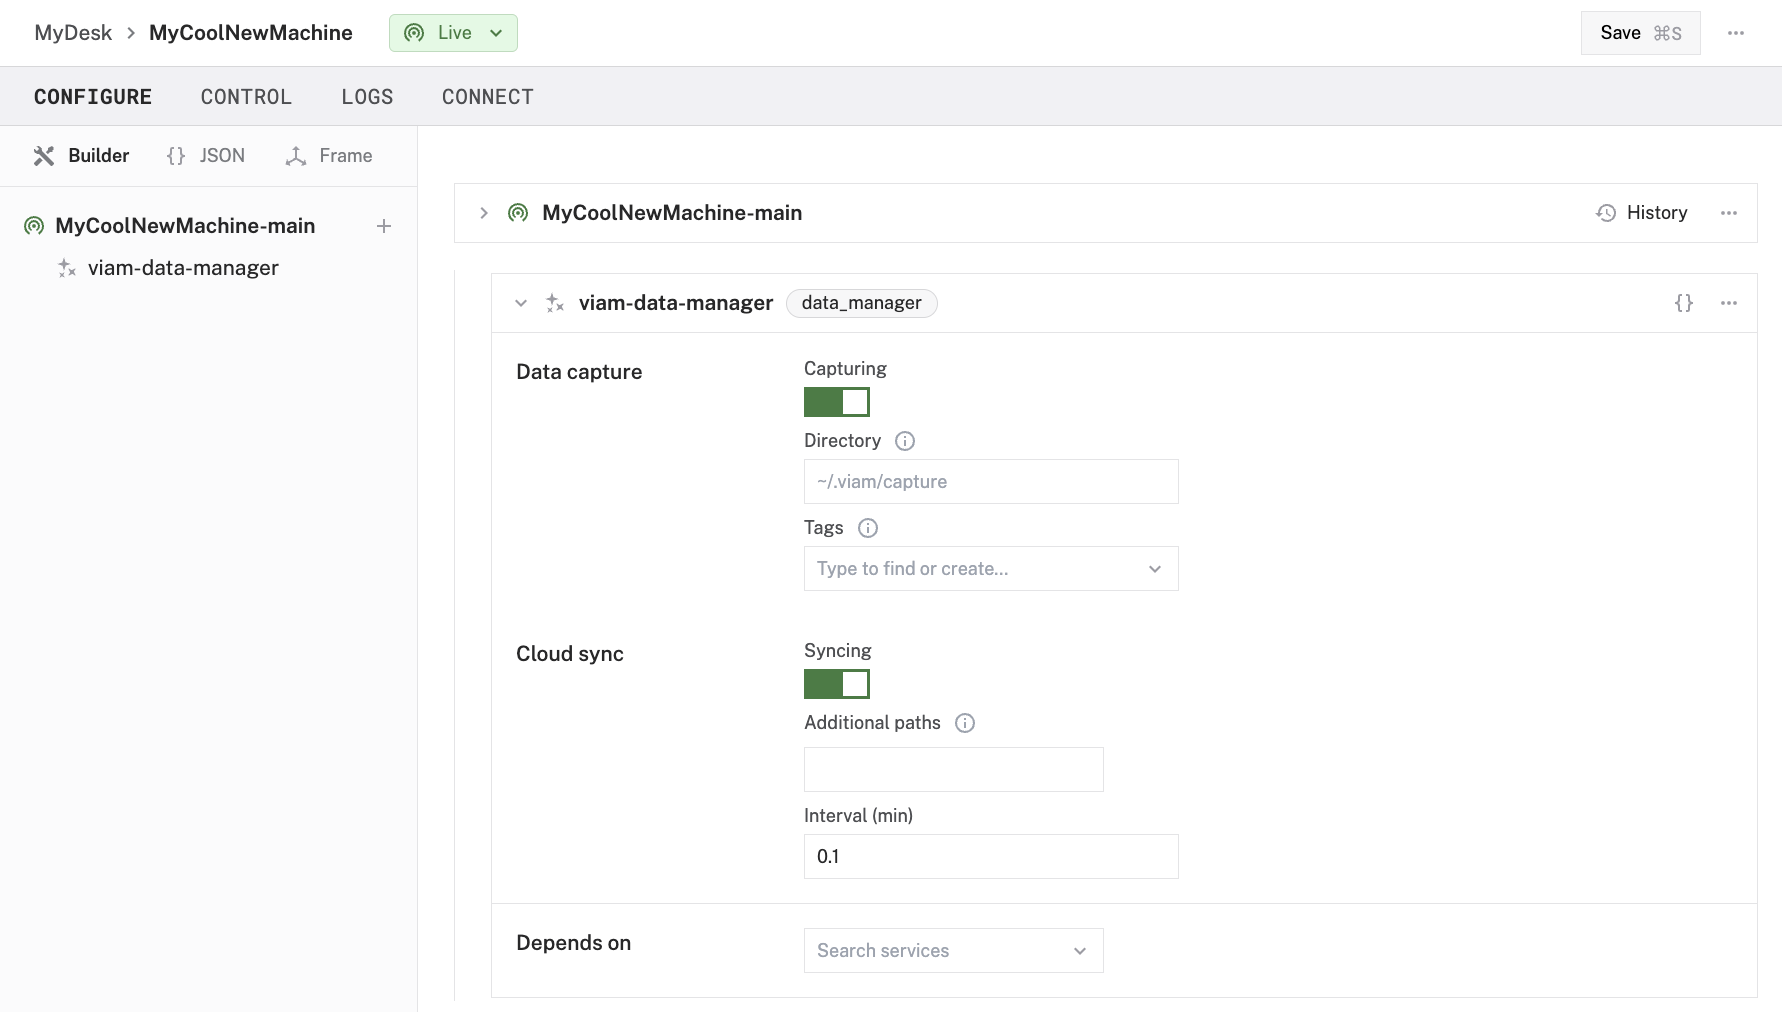 MyDesk > MyCoolNewMachine Live Save ⌘S
CONFIGURE CONTROL LOGS CONNECT
Builder {} JSON Frame
MyCoolNewMachine-main +
viam-data-manager
MyCoolNewMachine-main History
viam-data-manager data_manager {}
Data capture
Capturing
Directory
~/.viam/capture
Tags
Type to find or create...
Cloud sync
Syncing
Additional paths
Interval (min)
0.1
Depends on
Search services